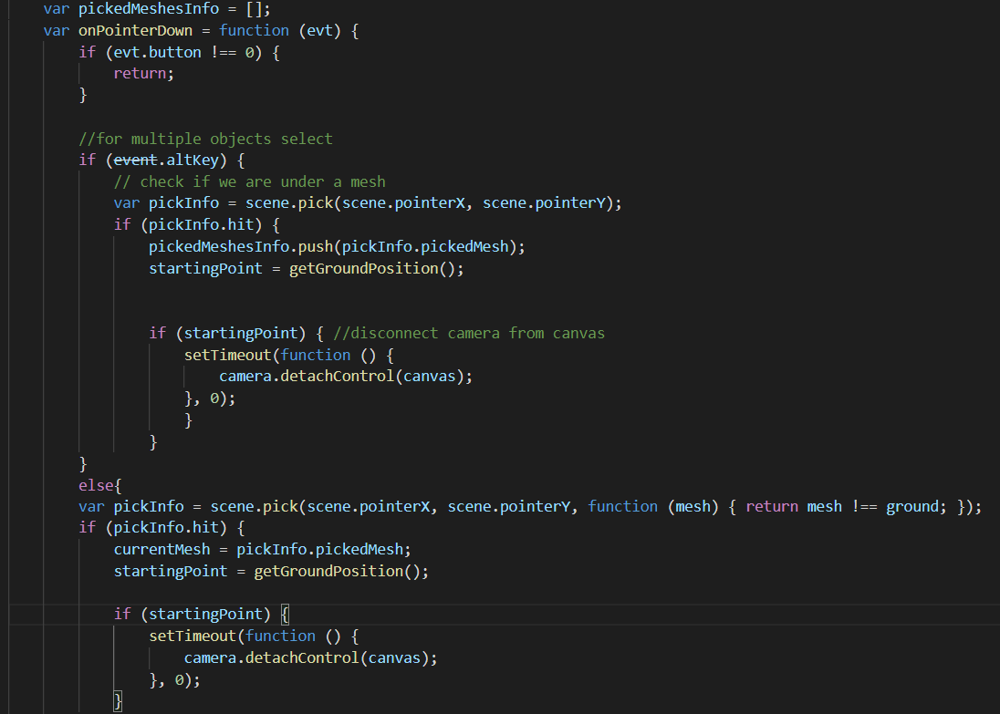 var pickedMeshesInfo = [];
var onPointerDown = function (evt) {
if (evt.button !== 0) {
return;
}
//for multiple objects select
if (event.altKey) {
// check if we are under a mesh
var pickInfo = scene.pick(scene.pointerX, scene.pointerY);
if (pickInfo.hit) {
pickedMeshesInfo.push(pickInfo.pickedMesh);
startingPoint = getGroundPosition();
if (startingPoint) { //disconnect camera from canvas
setTimeout(function () {
camera.detachControl(canvas);
}, 0);
}
}
}
else{
var pickInfo = scene.pick(scene.pointerX, scene.pointerY, function (mesh) { return mesh !== ground; });
if (pickInfo.hit) {
currentMesh = pickInfo.pickedMesh;
startingPoint = getGroundPosition();
if (startingPoint) {
setTimeout(function () {
camera.detachControl(canvas);
}, 0);
}